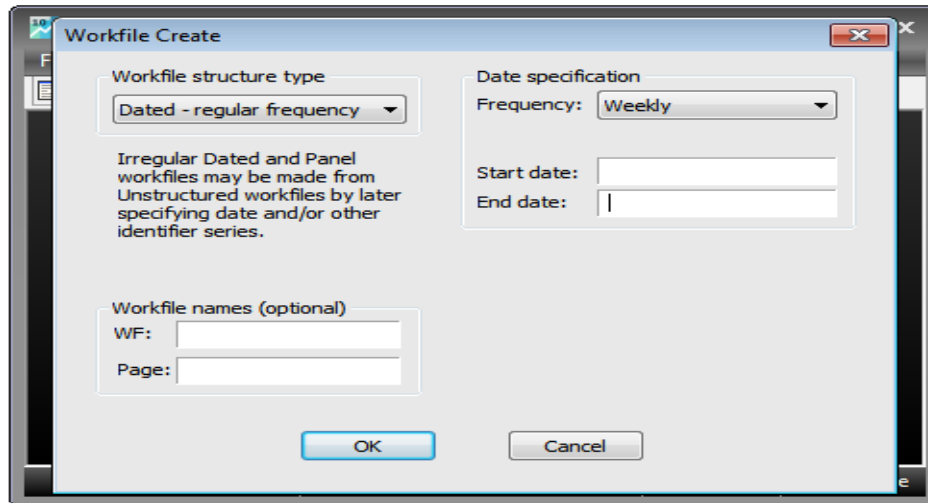 10
Workfile Create
F
Workfile structure type
Dated - regular frequency
Irregular Dated and Panel
workfiles may be made from
Unstructured workfiles by later
specifying date and/or other
identifier series.
Date specification
Frequency: Weekly
Start date:
End date:
Workfile names (optional)
WF:
Page:
OK
Cancel
e